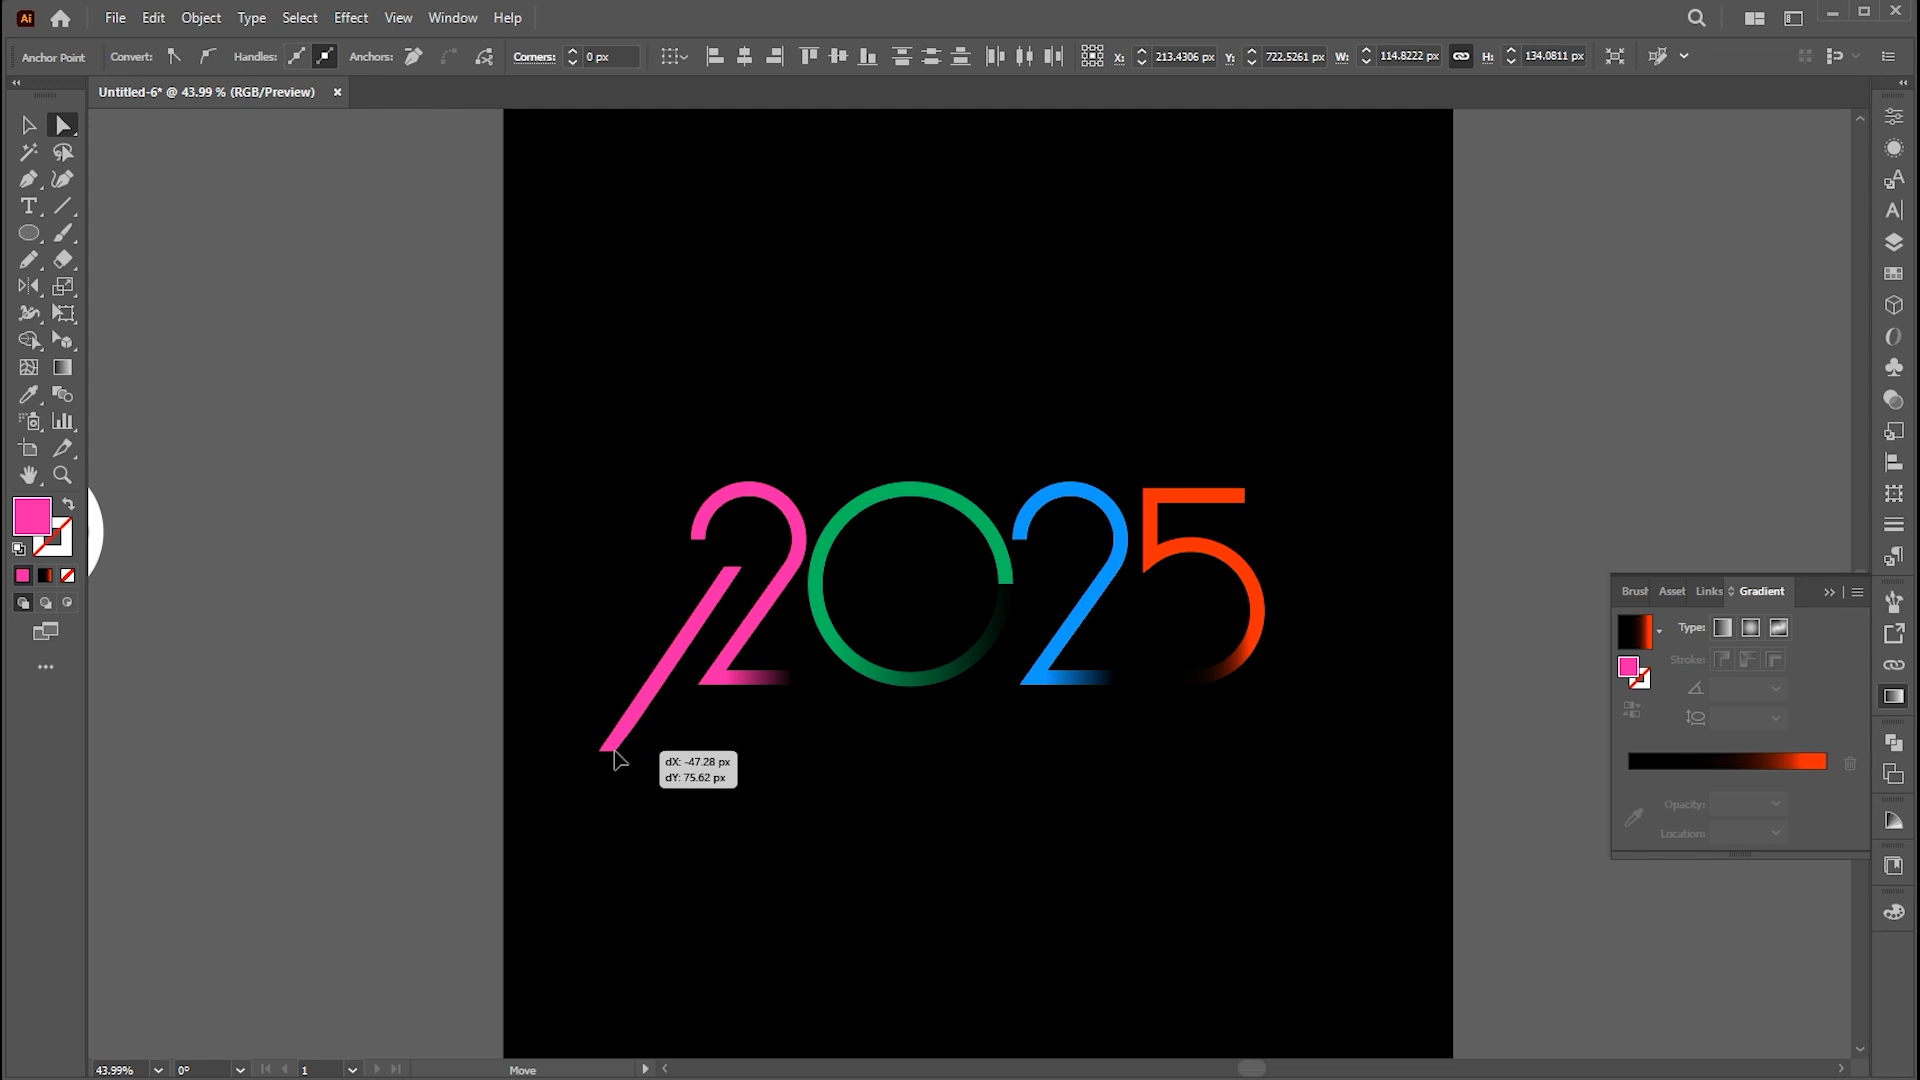 Ai File Edit Object Type Select Effect View Window Help
Anchor Point Convert: Handles: Anchors: Corners: 0 px X: 213.4306 px Y: 722.5261 px W: 114.8222 px H: 134.0811 px
Untitled-6* @ 43.99 % (RGB/Preview)
2025
dX: -47.28 px
dY: 75.62 px
Brush Asset Links Gradient
Type:
Stroke:
Opacity:
Location:
43.99% 0° 1 Move